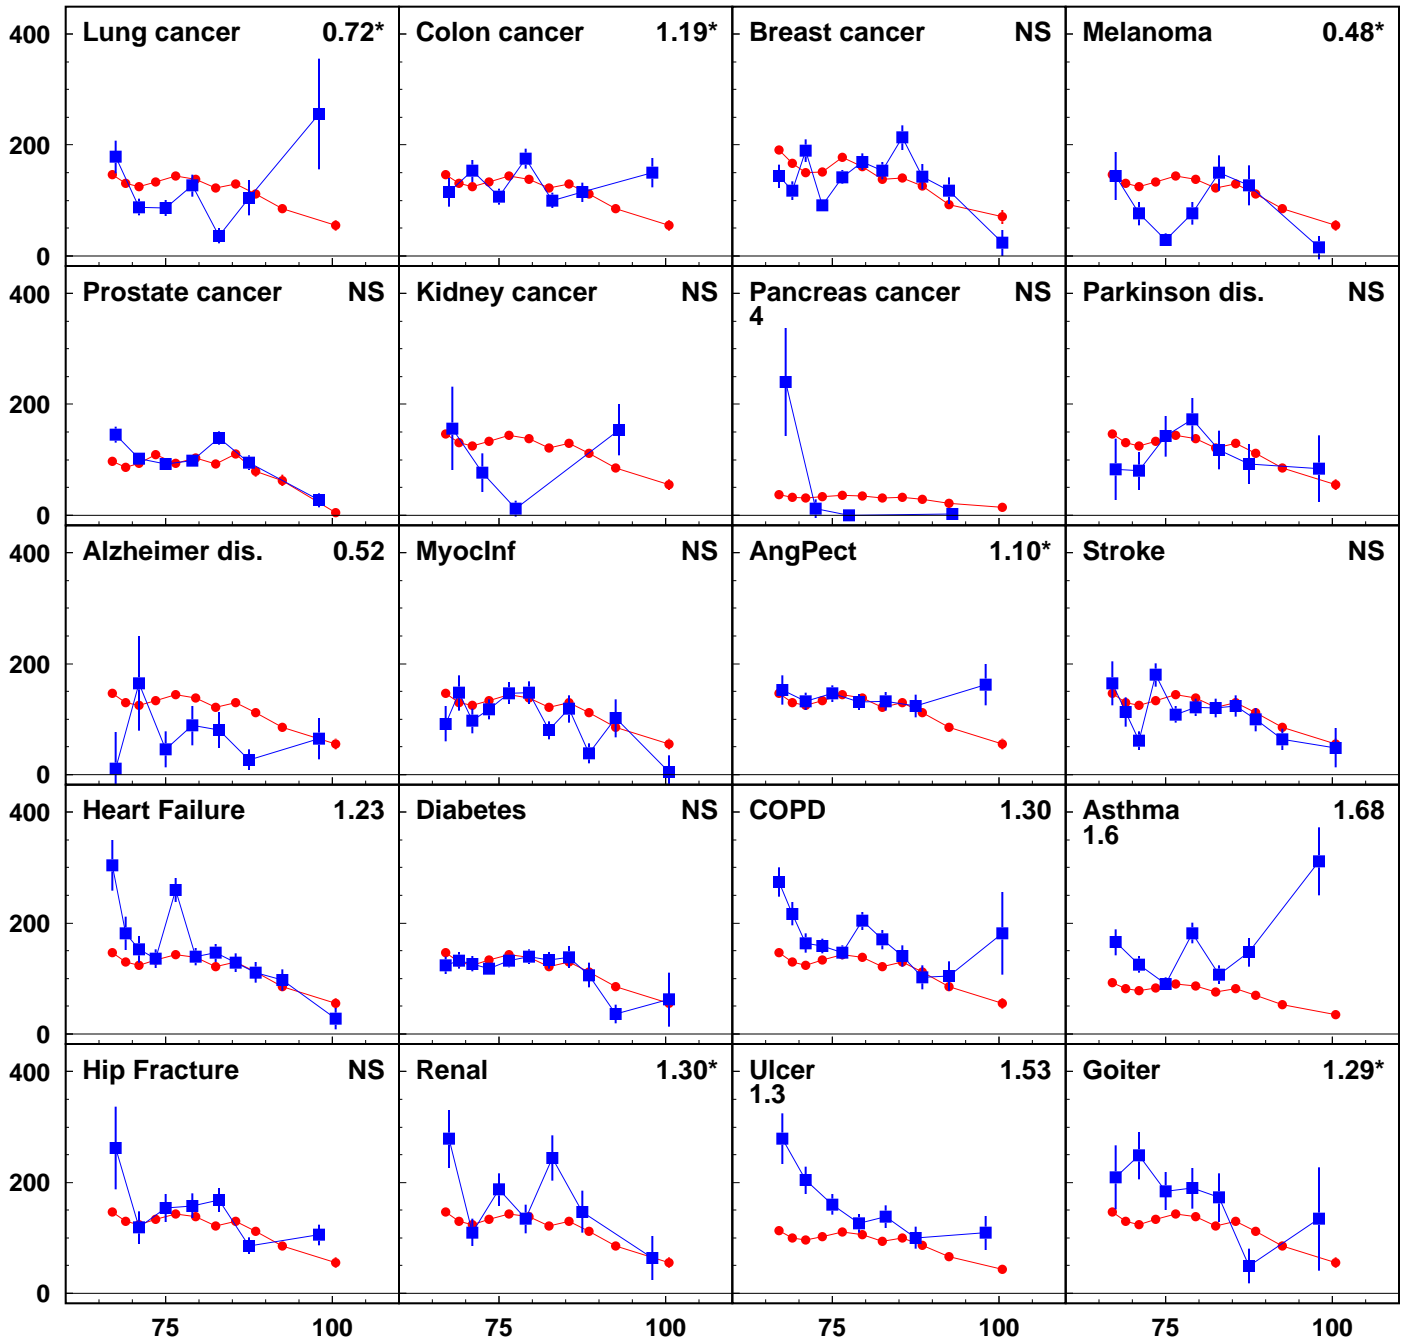 400 Lung cancer 0.72* Colon cancer 1.19* Breast cancer NS Melanoma 0.48*
200
0
400 Prostate cancer NS Kidney cancer NS Pancreas cancer NS Parkinson dis. NS
4
200
0
400 Alzheimer dis. 0.52 MyocInf NS AngPect 1.10* Stroke NS
200
0
400 Heart Failure 1.23 Diabetes NS COPD 1.30 Asthma 1.68
1.6
200
0
400 Hip Fracture NS Renal 1.30* Ulcer 1.53 Goiter 1.29*
1.3
200
0
75 100 75 100 75 100 75 100